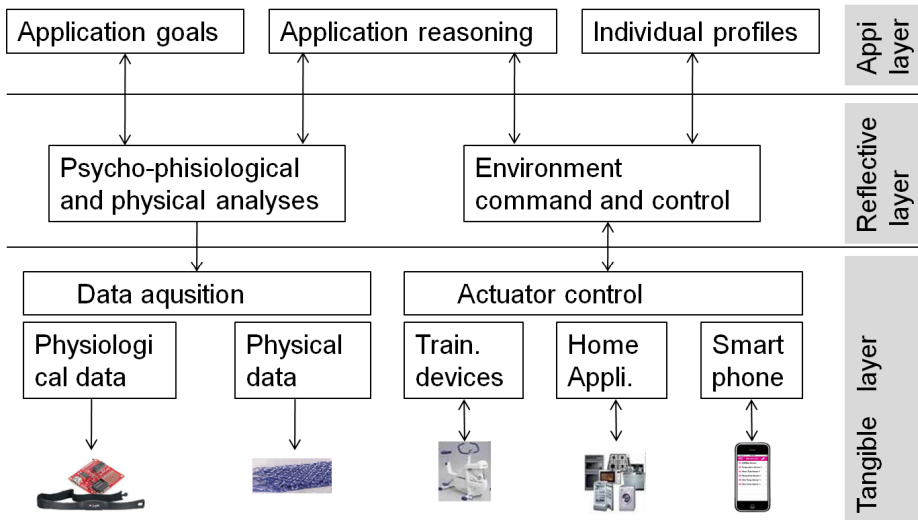 Application goals
Application reasoning
Individual profiles
Appi
layer
Psycho-phisiological
and physical analyses
Environment
command and control
Reflective
layer
Data aqusition
Actuator control
Physiologi
cal data
Physical
data
Train.
devices
Home
Appli.
Smart
phone
Tangible layer